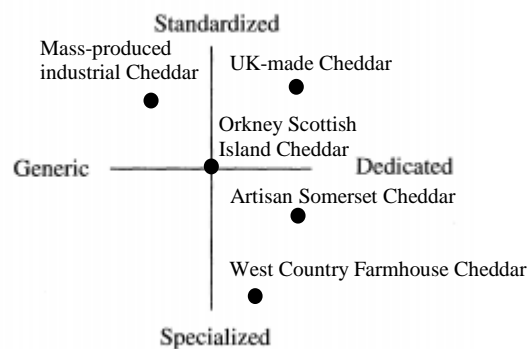 Standardized
Mass-produced
industrial Cheddar
UK-made Cheddar
Orkney Scottish
Island Cheddar
Generic
Dedicated
Artisan Somerset Cheddar
West Country Farmhouse Cheddar
Specialized